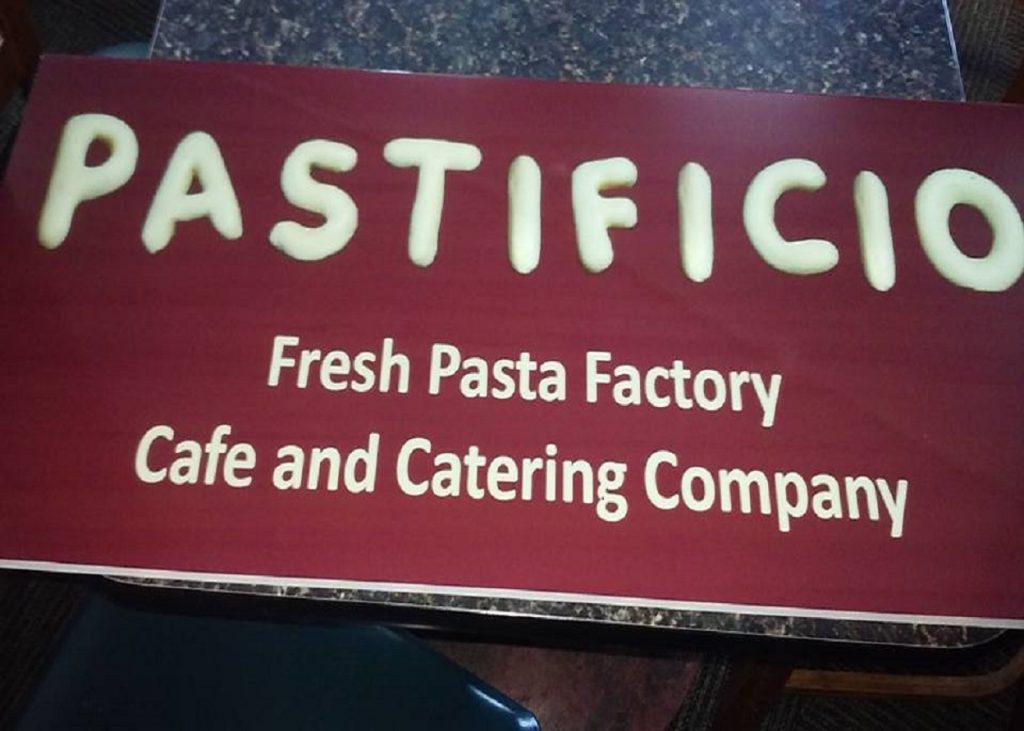 PASTIFICIO
Fresh Pasta Factory
Cafe and Catering Company